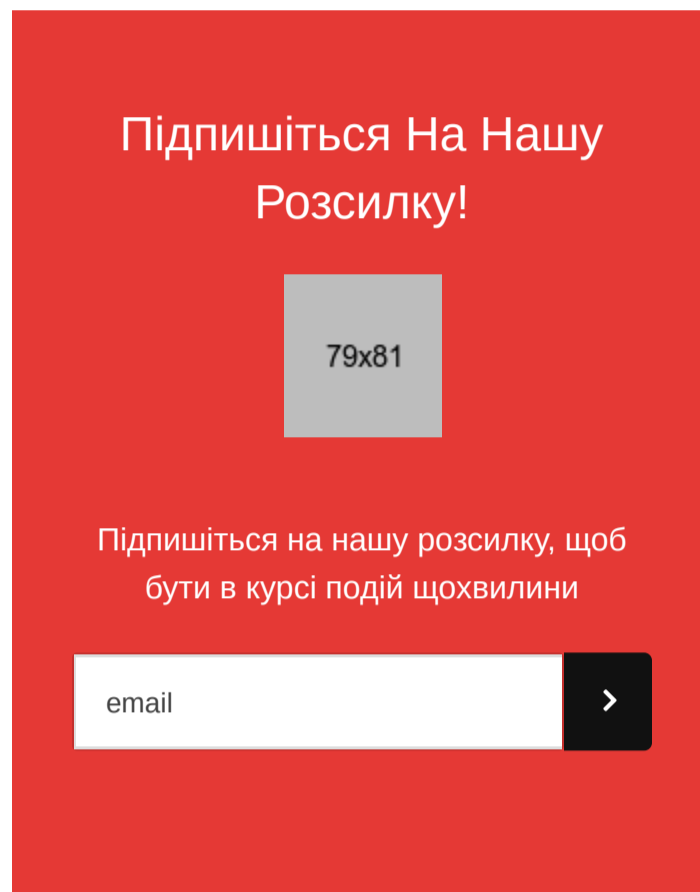 Підпишіться На Нашу
Розсилку!
79x81
Підпишіться на нашу розсилку, щоб
бути в курсі подій щохвилини
email